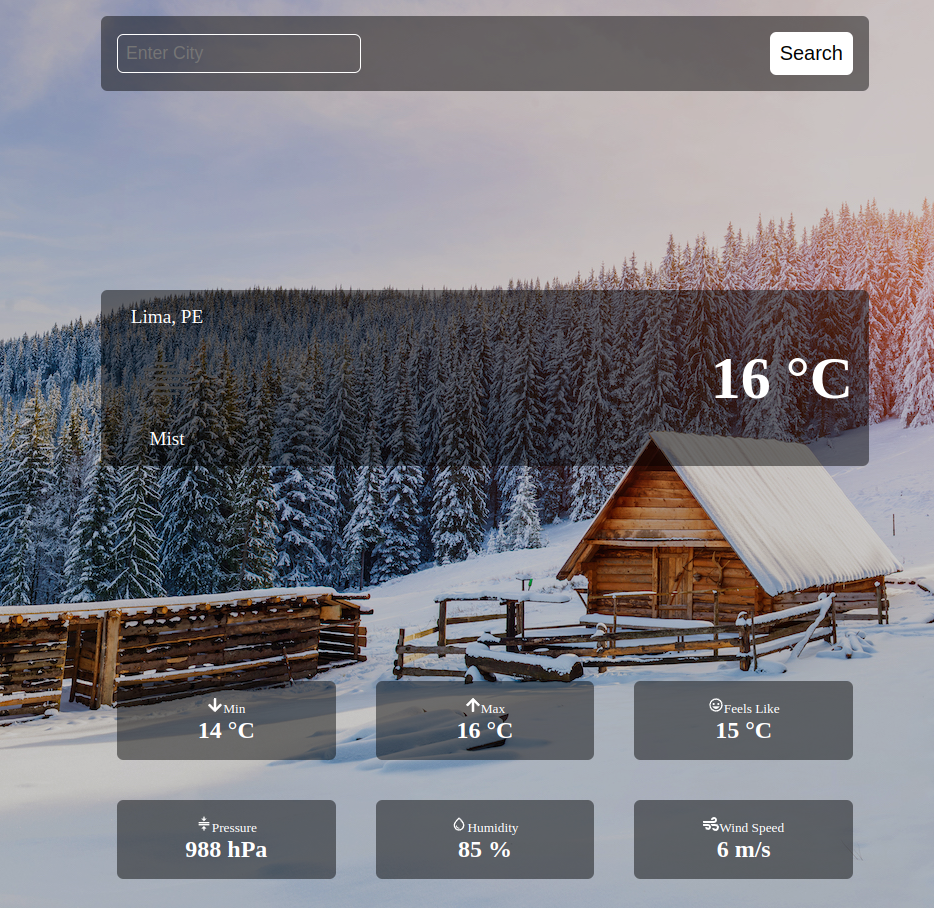 Enter City
Search
Lima, PE
16 °C
Mist
Min
14 °C
Max
16 °C
Feels Like
15 °C
Pressure
988 hPa
Humidity
85 %
Wind Speed
6 m/s